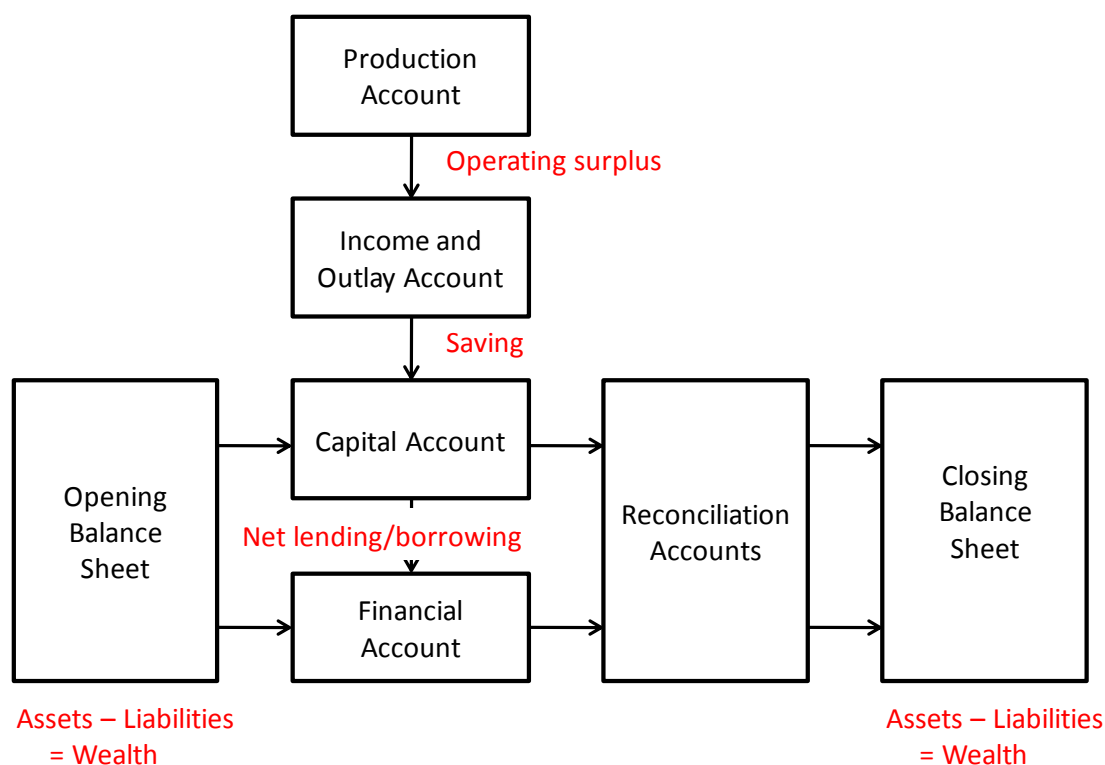 Production
Account
Operating surplus
Income and
Outlay Account
Saving
Opening
Balance
Sheet
Capital Account
Net lending/borrowing
Financial
Account
Reconciliation
Accounts
Closing
Balance
Sheet
Assets – Liabilities
= Wealth
Assets – Liabilities
= Wealth